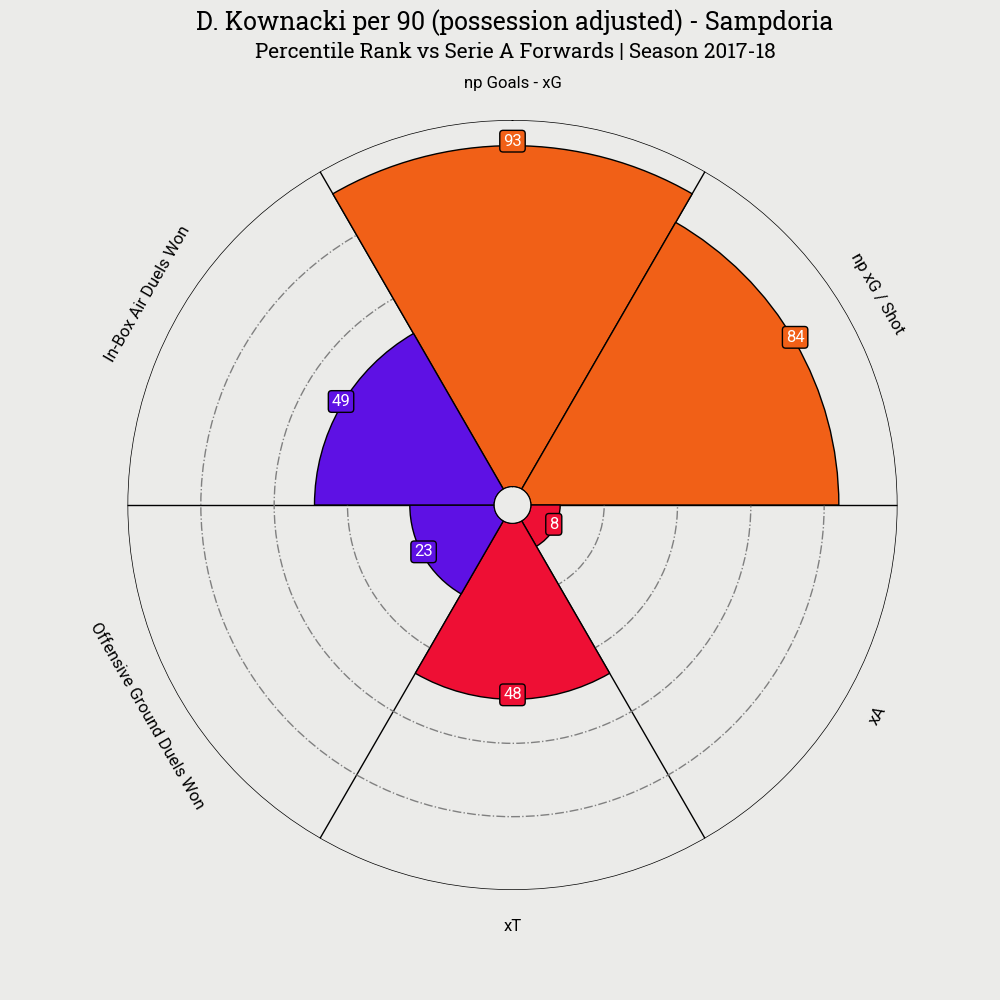 D. Kownacki per 90 (possession adjusted) - Sampdoria
Percentile Rank vs Serie A Forwards | Season 2017-18
np Goals - xG
93
np xG / Shot
84
In-Box Air Duels Won
49
8
23
Offensive Ground Duels Won
48
xA
xT